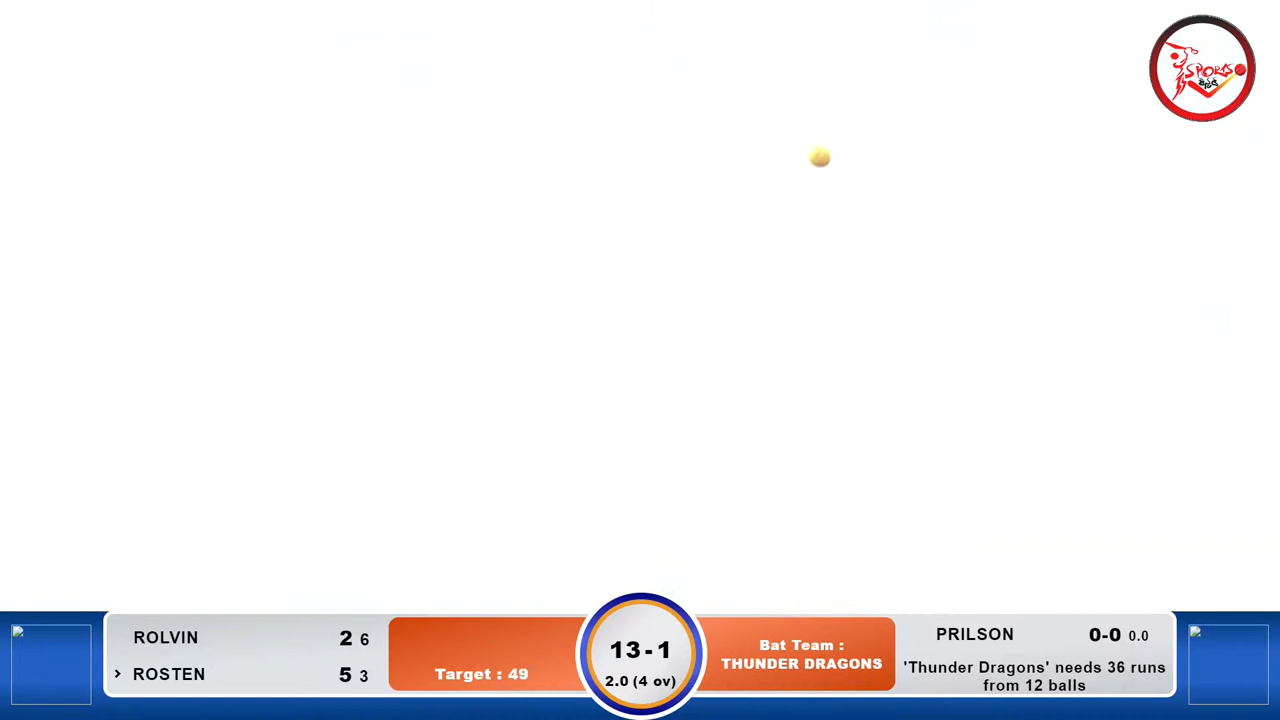 SPORTS
ROLVIN 2 6
> ROSTEN 5 3
Target : 49
13-1
2.0 (4 ov)
Bat Team :
THUNDER DRAGONS
PRILSON 0-0 0.0
'Thunder Dragons' needs 36 runs
from 12 balls